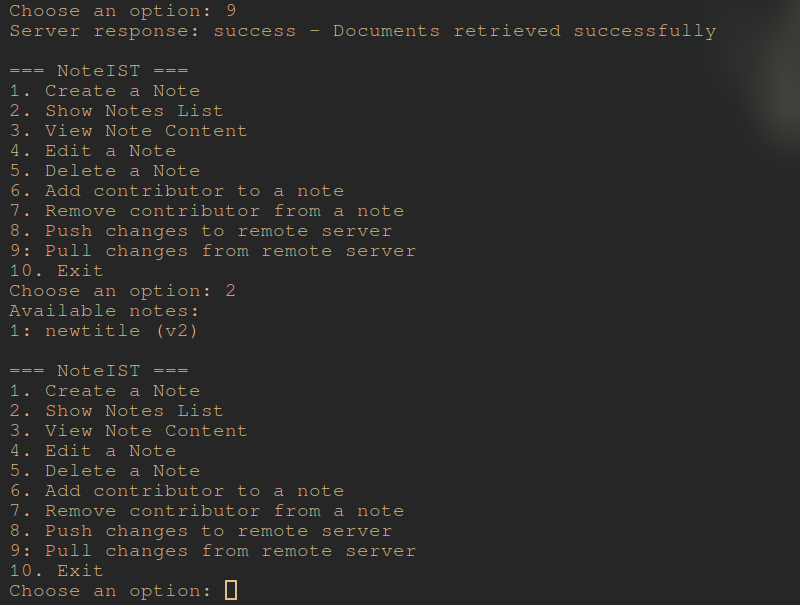 Choose an option: 9
Server response: success - Documents retrieved successfully
=== NoteIST ===
1. Create a Note
2. Show Notes List
3. View Note Content
4. Edit a Note
5. Delete a Note
6. Add contributor to a note
7. Remove contributor from a note
8. Push changes to remote server
9: Pull changes from remote server
10. Exit
Choose an option: 2
Available notes:
1: newtitle (v2)
=== NoteIST ===
1. Create a Note
2. Show Notes List
3. View Note Content
4. Edit a Note
5. Delete a Note
6. Add contributor to a note
7. Remove contributor from a note
8. Push changes to remote server
9: Pull changes from remote server
10. Exit
Choose an option: